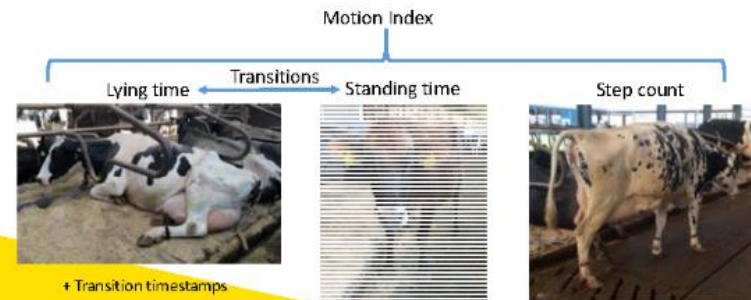 Motion Index
Transitions
Lying time
Standing time
Step count
+ Transition timestamps